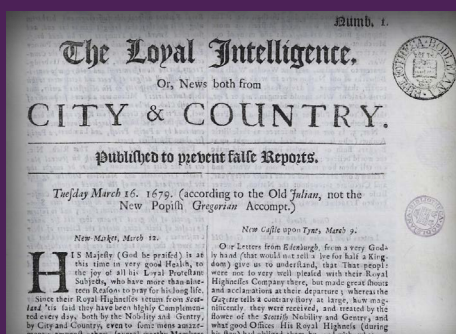 Numb. 1.
The Loyal Intelligence,
Or, News both from
CITY & COUNTRY.
Published to prevent false Reports.
Tuesday March 16. 1679. (according to the Old Julian, not the
New Popish Gregorian Accompt.)
New Market, March 12.
HIS Majesty (God be praised) is at
this time in very good Health, to
the joy of all his Loyal Protestant
Subjects, who have more than nine-
teen Reasons to pray for his long life.
Since their Royal Highnesses return from Scot-
land 'tis said they have been highly Complemen-
ted every day, both by the Nobility and Gentry,
by City and Country, even to
New Castle upon Tyne, March 9.
Our Letters from Edenburgh, from a very God-
ly hand (that would not tell a lye for half a King-
dom) give us to understand, that That people
were not so very well pleased with their Royal
Highnesses Company there, but made great shouts
and acclamations at their departure; whereas the
Gazette tells a contrary story at large, how mag-
nificently they were received, and treated by the
flower of the Scottish Nobility and Gentry, and
what good Offices His Royal Highness (during